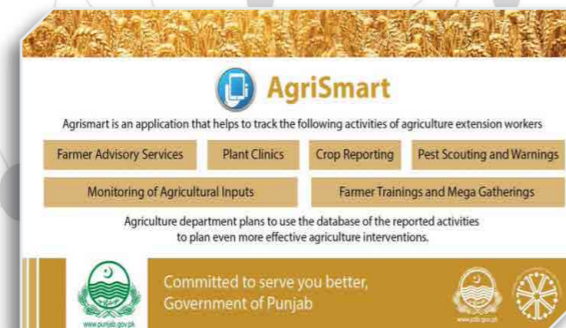 AgriSmart
Agrismart is an application that helps to track the following activities of agriculture extension workers
Farmer Advisory Services
Plant Clinics
Crop Reporting
Pest Scouting and Warnings
Monitoring of Agricultural Inputs
Farmer Trainings and Mega Gatherings
Agriculture department plans to use the database of the reported activities
to plan even more effective agriculture interventions.
Committed to serve you better,
Government of Punjab
www.punjab.gov.pk